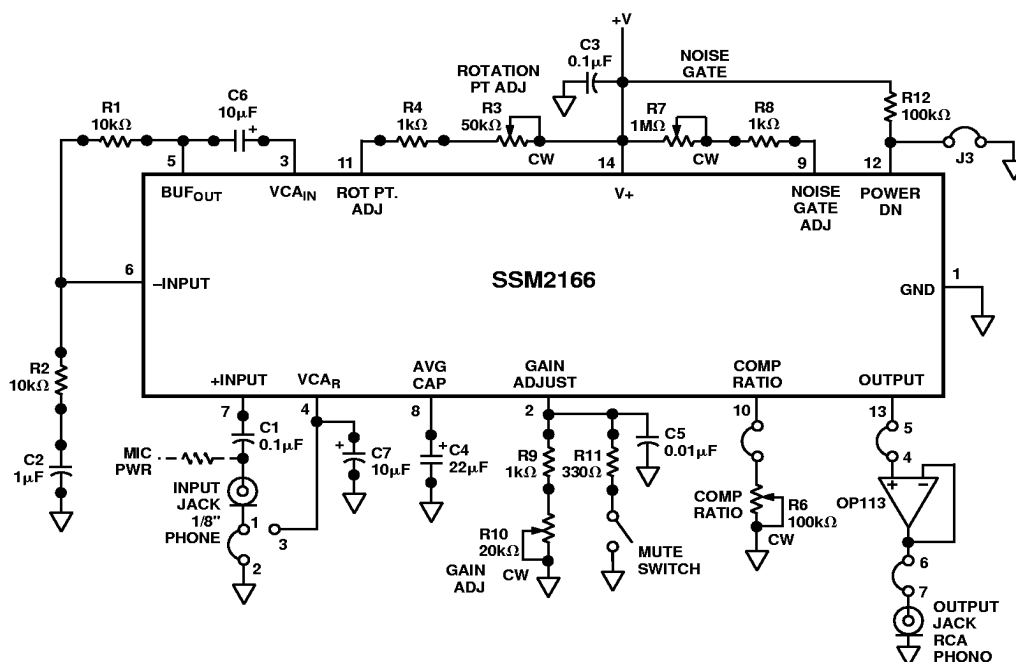 +V
C3
0.1µF
NOISE
GATE
ROTATION
PT ADJ
R1
10kΩ
C6
10µF
+
R4
1kΩ
R3
50kΩ
R7
1MΩ
R8
1kΩ
R12
100kΩ
CW
CW
J3
5
3
11
14
9
12
BUFOUT
VCAIN
ROT PT.
ADJ
V+
NOISE
GATE
ADJ
POWER
DN
6
–INPUT
SSM2166
1
GND
R2
10kΩ
+INPUT
VCAR
AVG
CAP
GAIN
ADJUST
COMP
RATIO
OUTPUT
7
4
8
2
10
13
C1
0.1µF
MIC
PWR
+
C7
10µF
+
C4
22µF
R9
1kΩ
R11
330Ω
C5
0.01µF
5
4
C2
1µF
INPUT
JACK
1/8"
PHONE
1
3
2
R10
20kΩ
CW
GAIN
ADJ
MUTE
SWITCH
COMP
RATIO
R6
100kΩ
CW
+
–
OP113
6
7
OUTPUT
JACK
RCA
PHONO